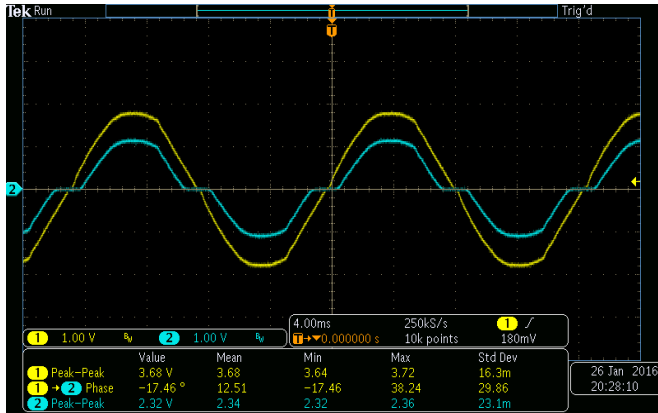 Tek Run Trig'd
T
T
2
1 1.00 V BW 2 1.00 V BW
4.00ms 250kS/s 1 /
T→▼0.000000 s 10k points 180mV
Value Mean Min Max Std Dev
1 Peak-Peak 3.68 V 3.68 3.64 3.72 16.3m
1 → 2 Phase -17.46 ° 12.51 -17.46 38.24 29.86
2 Peak-Peak 2.32 V 2.34 2.32 2.36 23.1m
26 Jan 2016
20:28:10